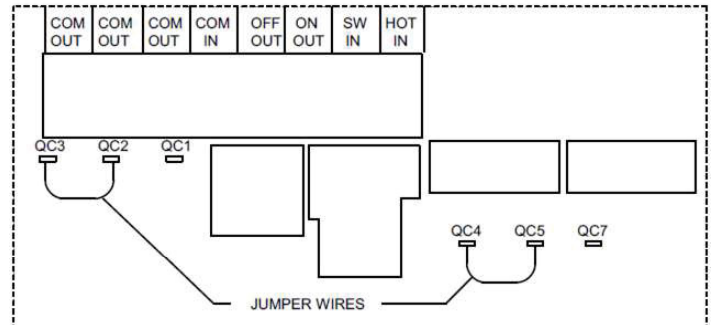 COM COM COM COM OFF ON SW HOT
OUT OUT OUT IN OUT OUT IN IN
QC3 QC2 QC1
QC4 QC5 QC7
JUMPER WIRES